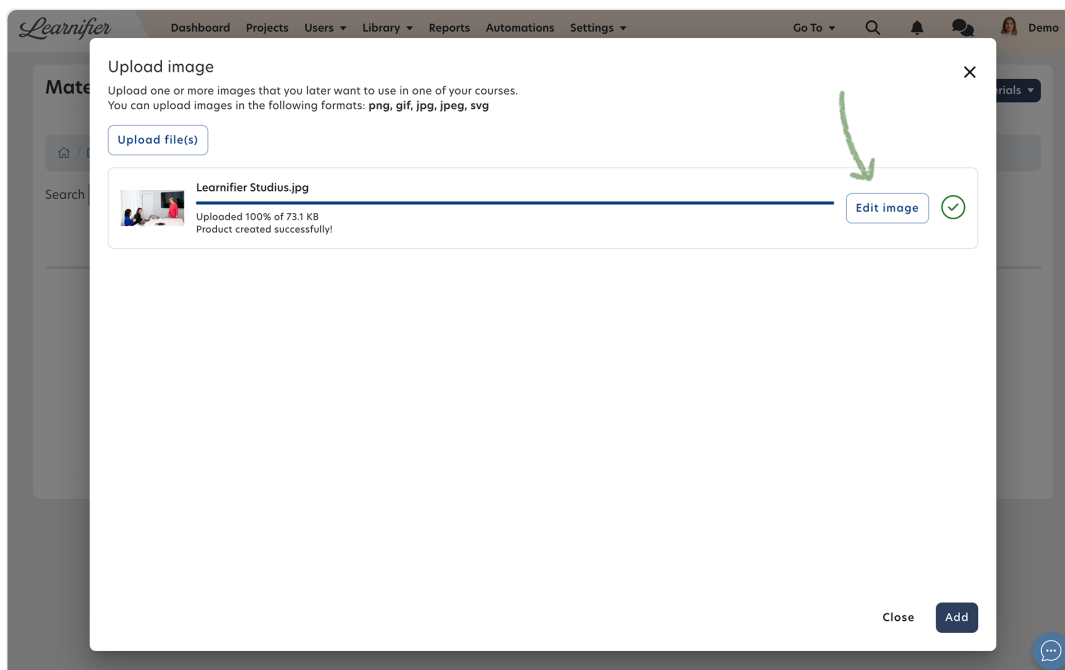 Learnifier
Dashboard Projects Users Library Reports Automations Settings Go To Demo
Mate
rials
Search
Upload image
Upload one or more images that you later want to use in one of your courses.
You can upload images in the following formats: png, gif, jpg, jpeg, svg
Upload file(s)
Learnifier Studius.jpg
Uploaded 100% of 73.1 KB
Product created successfully!
Edit image
Close Add